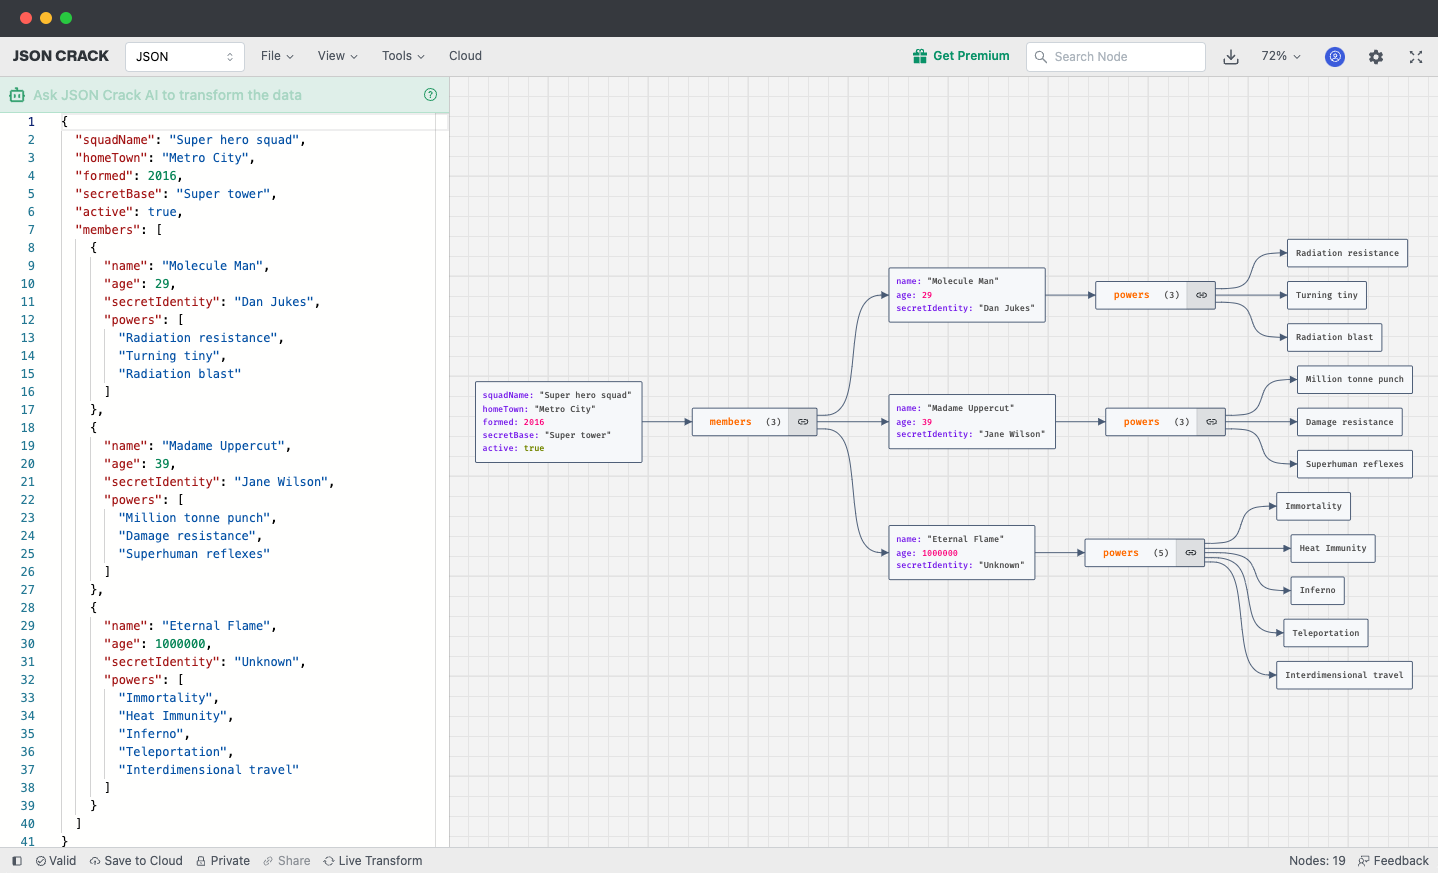 JSON CRACK
JSON
File
View
Tools
Cloud
Get Premium
Search Node
72%
Ask JSON Crack AI to transform the data
1 {
2 "squadName": "Super hero squad",
3 "homeTown": "Metro City",
4 "formed": 2016,
5 "secretBase": "Super tower",
6 "active": true,
7 "members": [
8 {
9 "name": "Molecule Man",
10 "age": 29,
11 "secretIdentity": "Dan Jukes",
12 "powers": [
13 "Radiation resistance",
14 "Turning tiny",
15 "Radiation blast"
16 ]
17 },
18 {
19 "name": "Madame Uppercut",
20 "age": 39,
21 "secretIdentity": "Jane Wilson",
22 "powers": [
23 "Million tonne punch",
24 "Damage resistance",
25 "Superhuman reflexes"
26 ]
27 },
28 {
29 "name": "Eternal Flame",
30 "age": 1000000,
31 "secretIdentity": "Unknown",
32 "powers": [
33 "Immortality",
34 "Heat Immunity",
35 "Inferno",
36 "Teleportation",
37 "Interdimensional travel"
38 ]
39 }
40 ]
41 }
squadName: "Super hero squad"
homeTown: "Metro City"
formed: 2016
secretBase: "Super tower"
active: true
members (3)
name: "Molecule Man"
age: 29
secretIdentity: "Dan Jukes"
powers (3)
Radiation resistance
Turning tiny
Radiation blast
name: "Madame Uppercut"
age: 39
secretIdentity: "Jane Wilson"
powers (3)
Million tonne punch
Damage resistance
Superhuman reflexes
name: "Eternal Flame"
age: 1000000
secretIdentity: "Unknown"
powers (5)
Immortality
Heat Immunity
Inferno
Teleportation
Interdimensional travel
Valid
Save to Cloud
Private
Share
Live Transform
Nodes: 19
Feedback